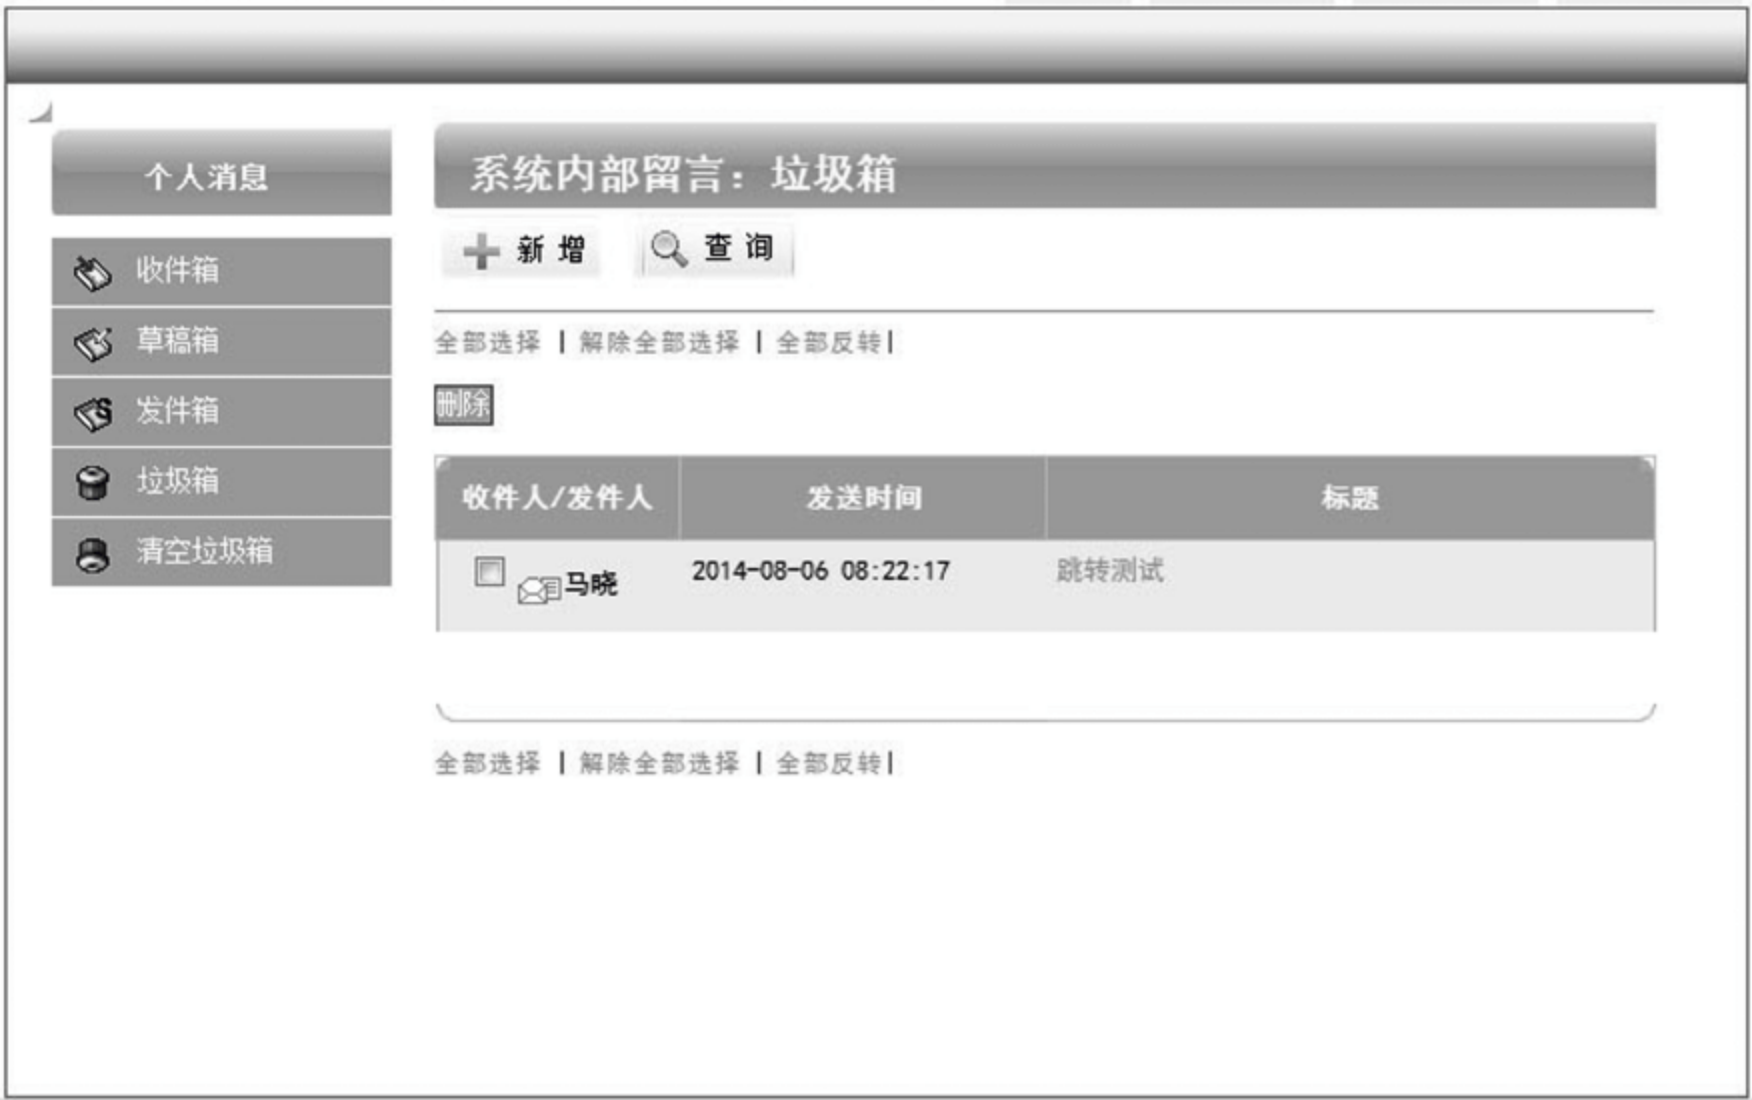 个人消息
收件箱
草稿箱
发件箱
垃圾箱
清空垃圾箱
系统内部留言：垃圾箱
新 增 查 询
全部选择 | 解除全部选择 | 全部反转|
删除
收件人/发件人 发送时间 标题
马晓 2014-08-06 08:22:17 跳转测试
全部选择 | 解除全部选择 | 全部反转|